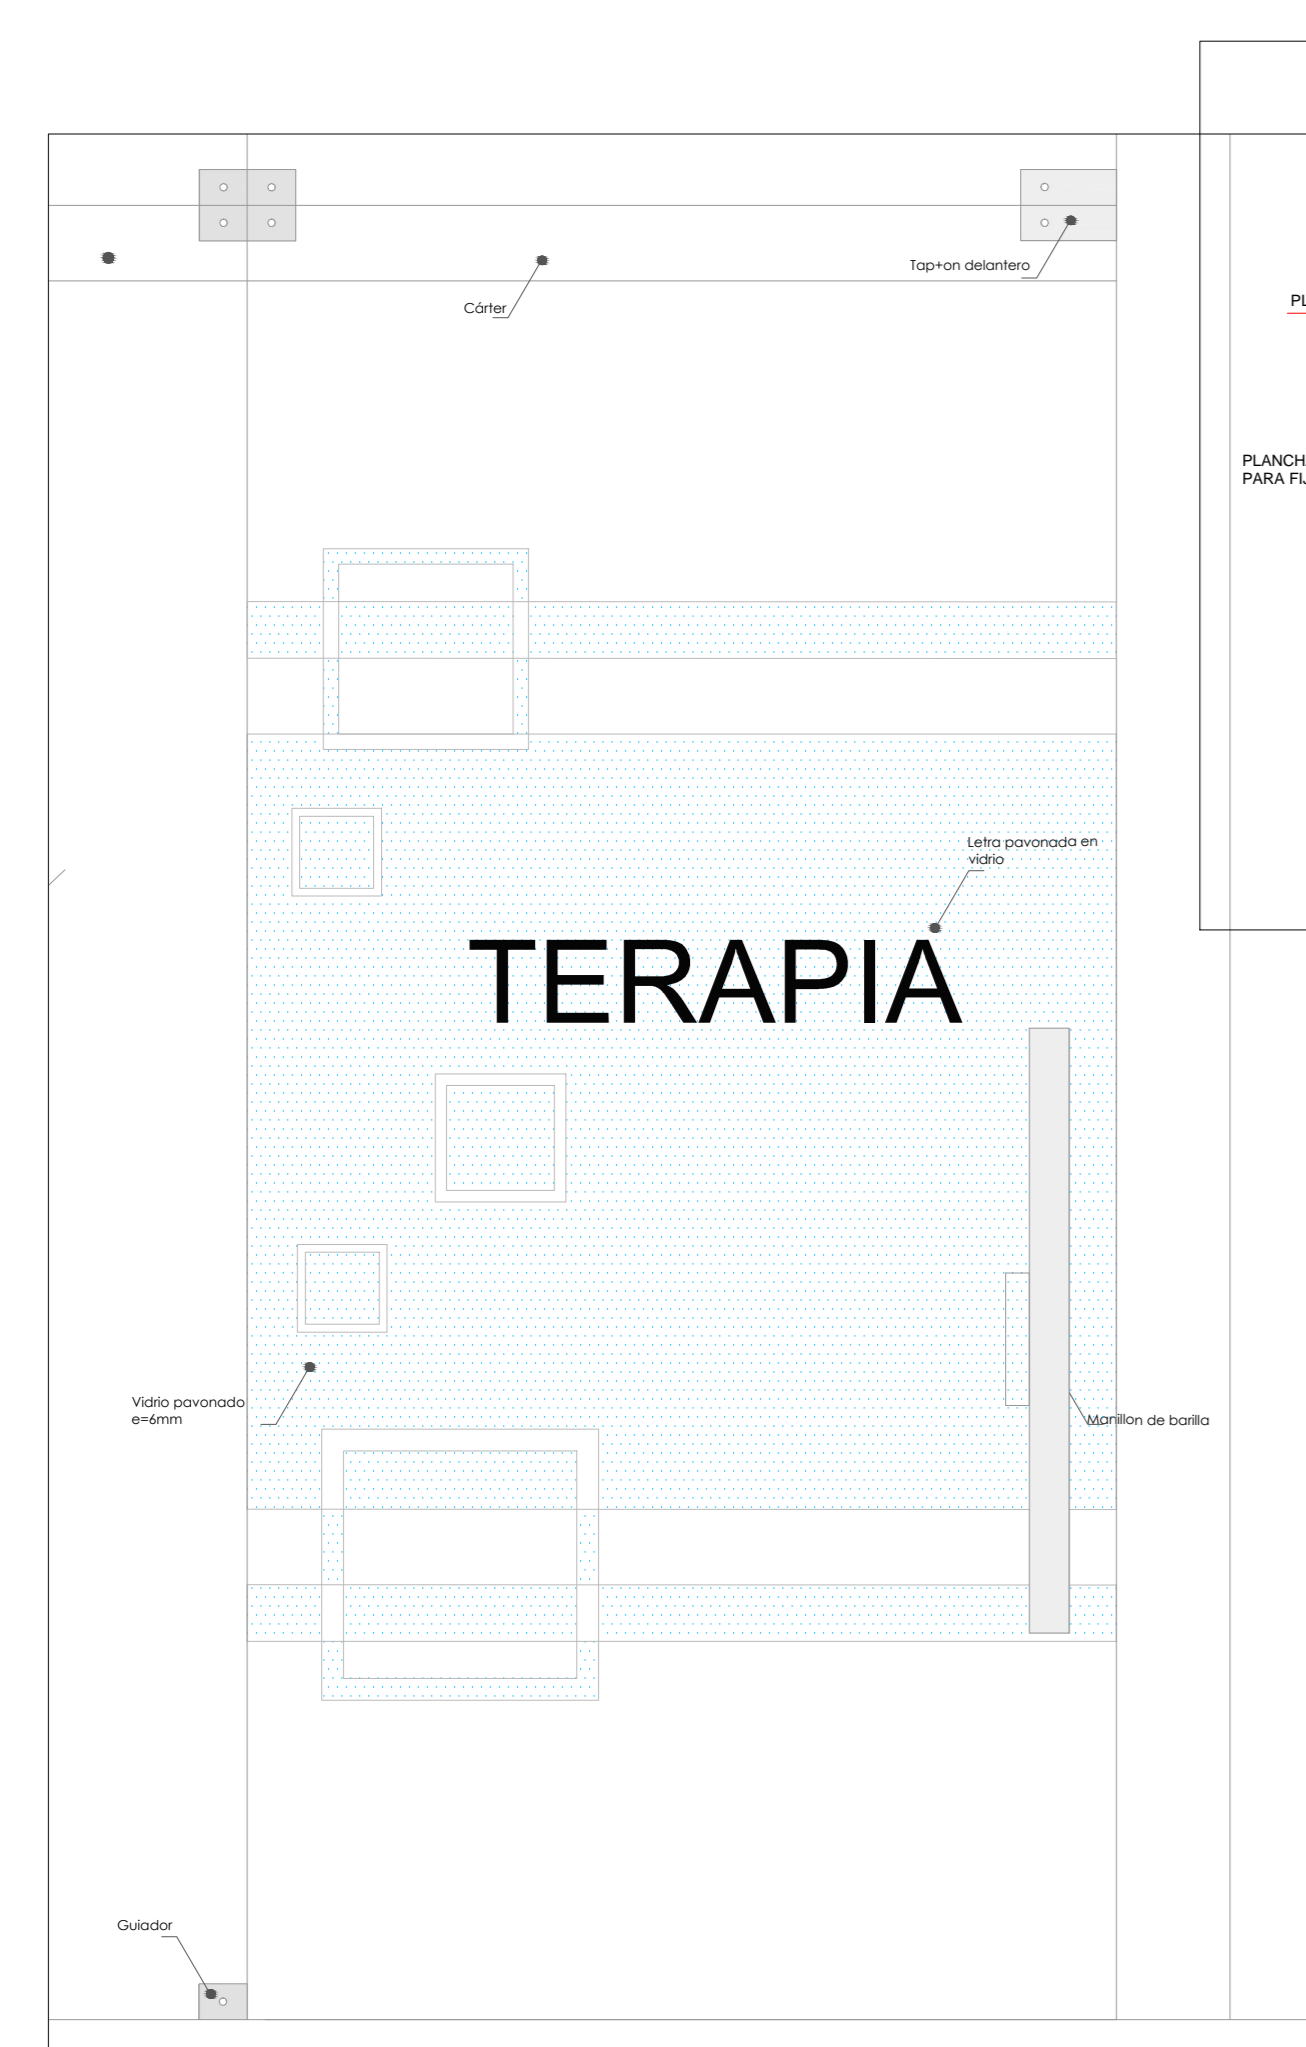 Tap+on delantero
Cárter
PL
PLANCH
PARA FIJ
Letra pavonada en
vidrio
TERAPIA
Vidrio pavonado
e=6mm
Manillon de barilla
Guiador